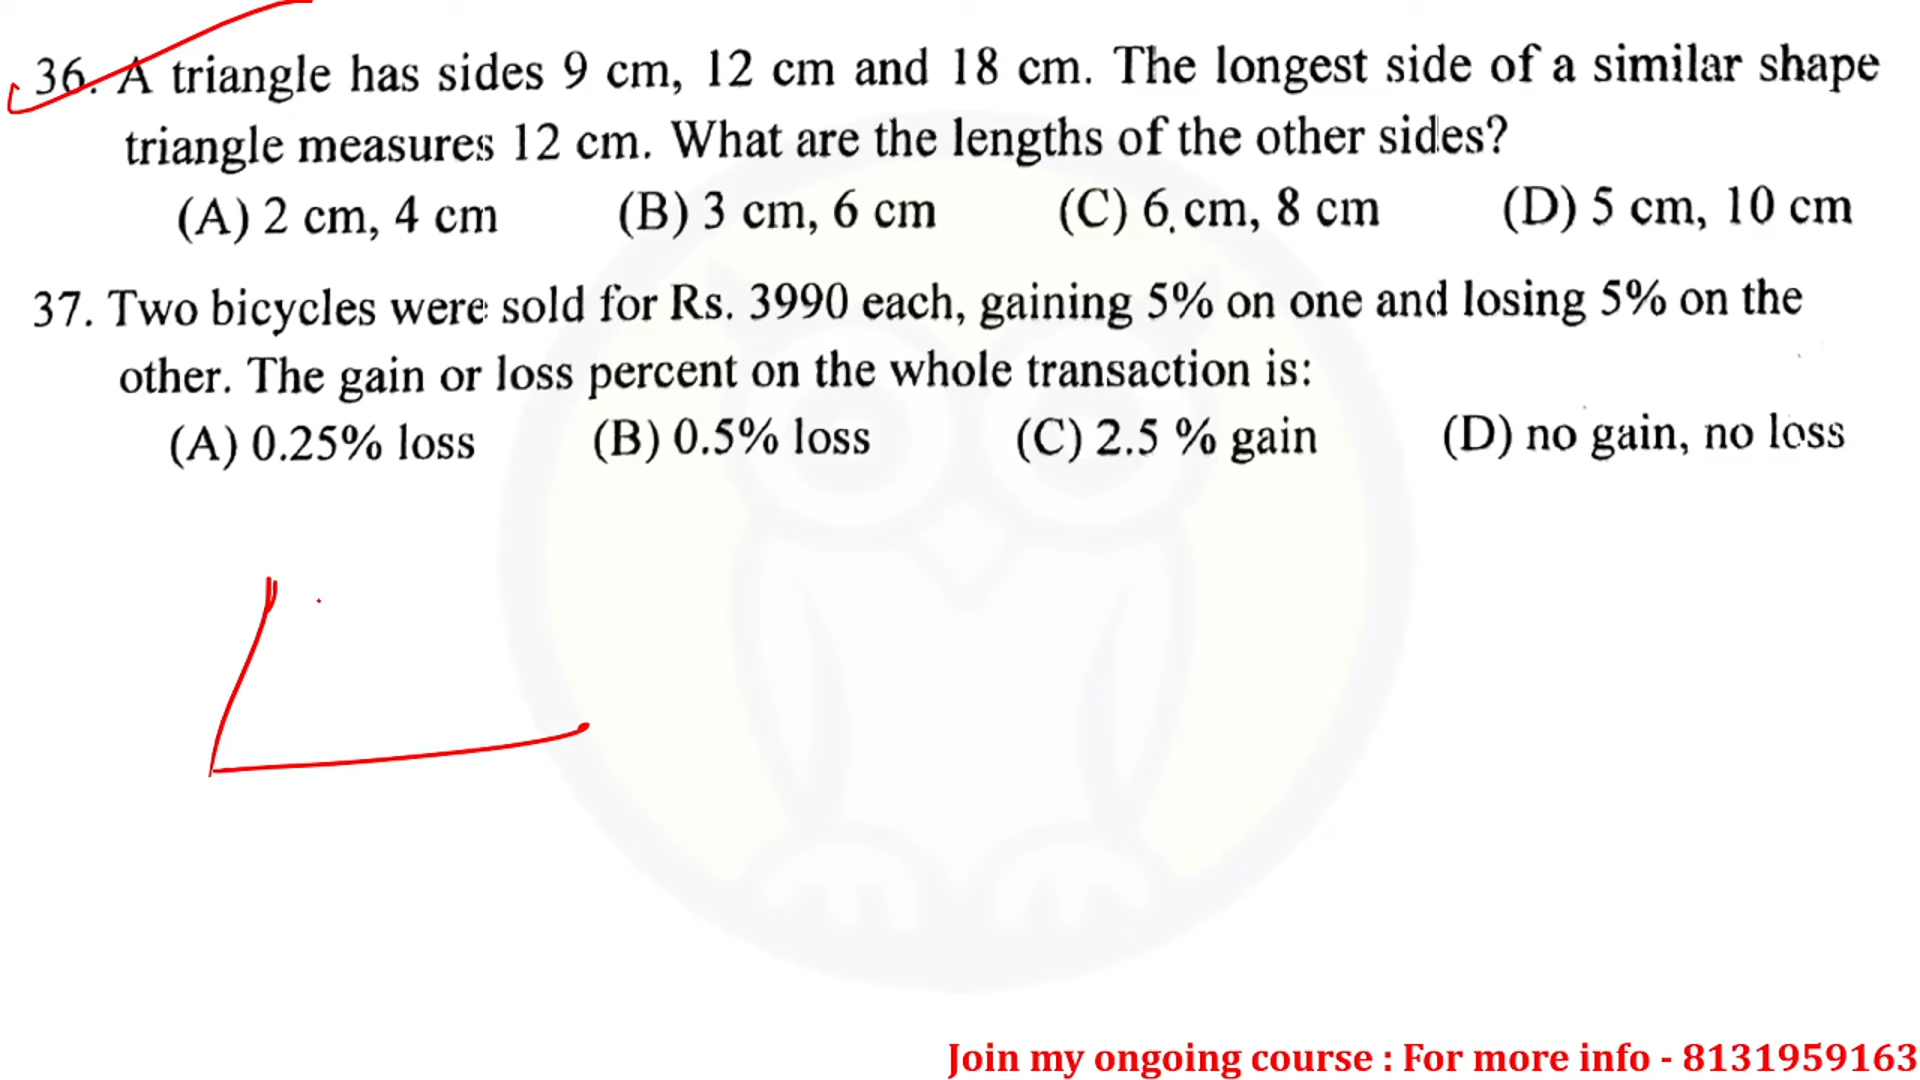 36. A triangle has sides 9 cm, 12 cm and 18 cm. The longest side of a similar shape
triangle measures 12 cm. What are the lengths of the other sides?
(A) 2 cm, 4 cm (B) 3 cm, 6 cm (C) 6 cm, 8 cm (D) 5 cm, 10 cm
37. Two bicycles were sold for Rs. 3990 each, gaining 5% on one and losing 5% on the
other. The gain or loss percent on the whole transaction is:
(A) 0.25% loss (B) 0.5% loss (C) 2.5 % gain (D) no gain, no loss
Join my ongoing course : For more info - 8131959163